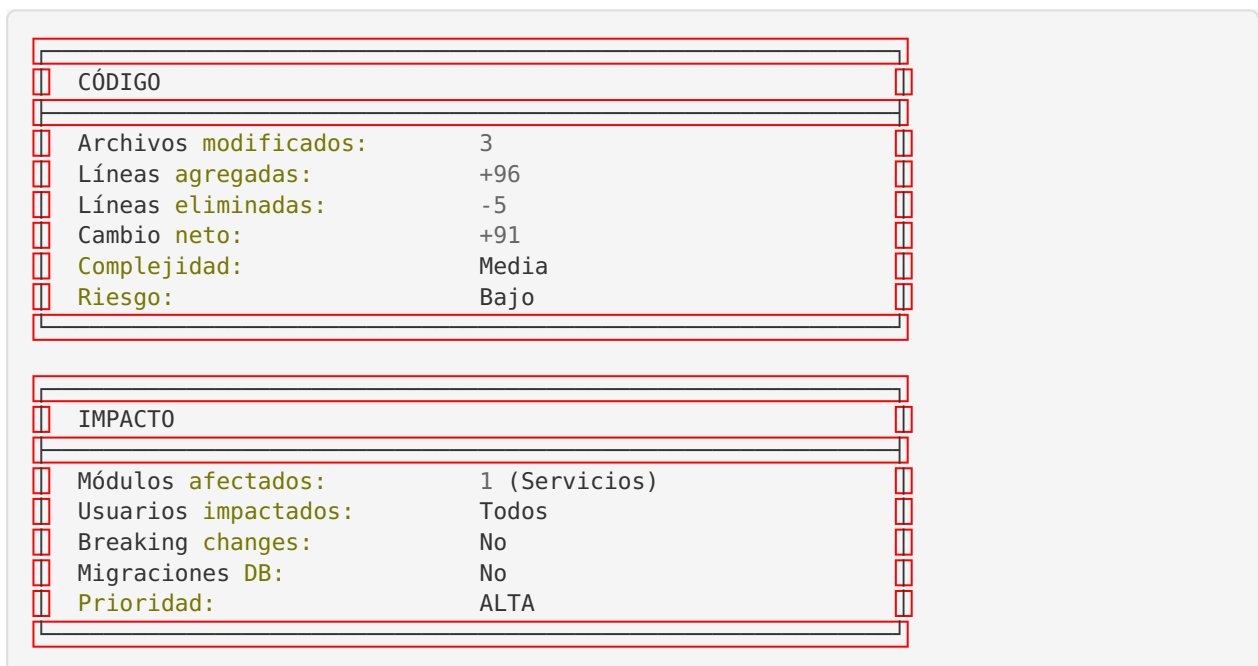 CÓDIGO
Archivos modificados: 3
Líneas agregadas: +96
Líneas eliminadas: -5
Cambio neto: +91
Complejidad: Media
Riesgo: Bajo
IMPACTO
Módulos afectados: 1 (Servicios)
Usuarios impactados: Todos
Breaking changes: No
Migraciones DB: No
Prioridad: ALTA